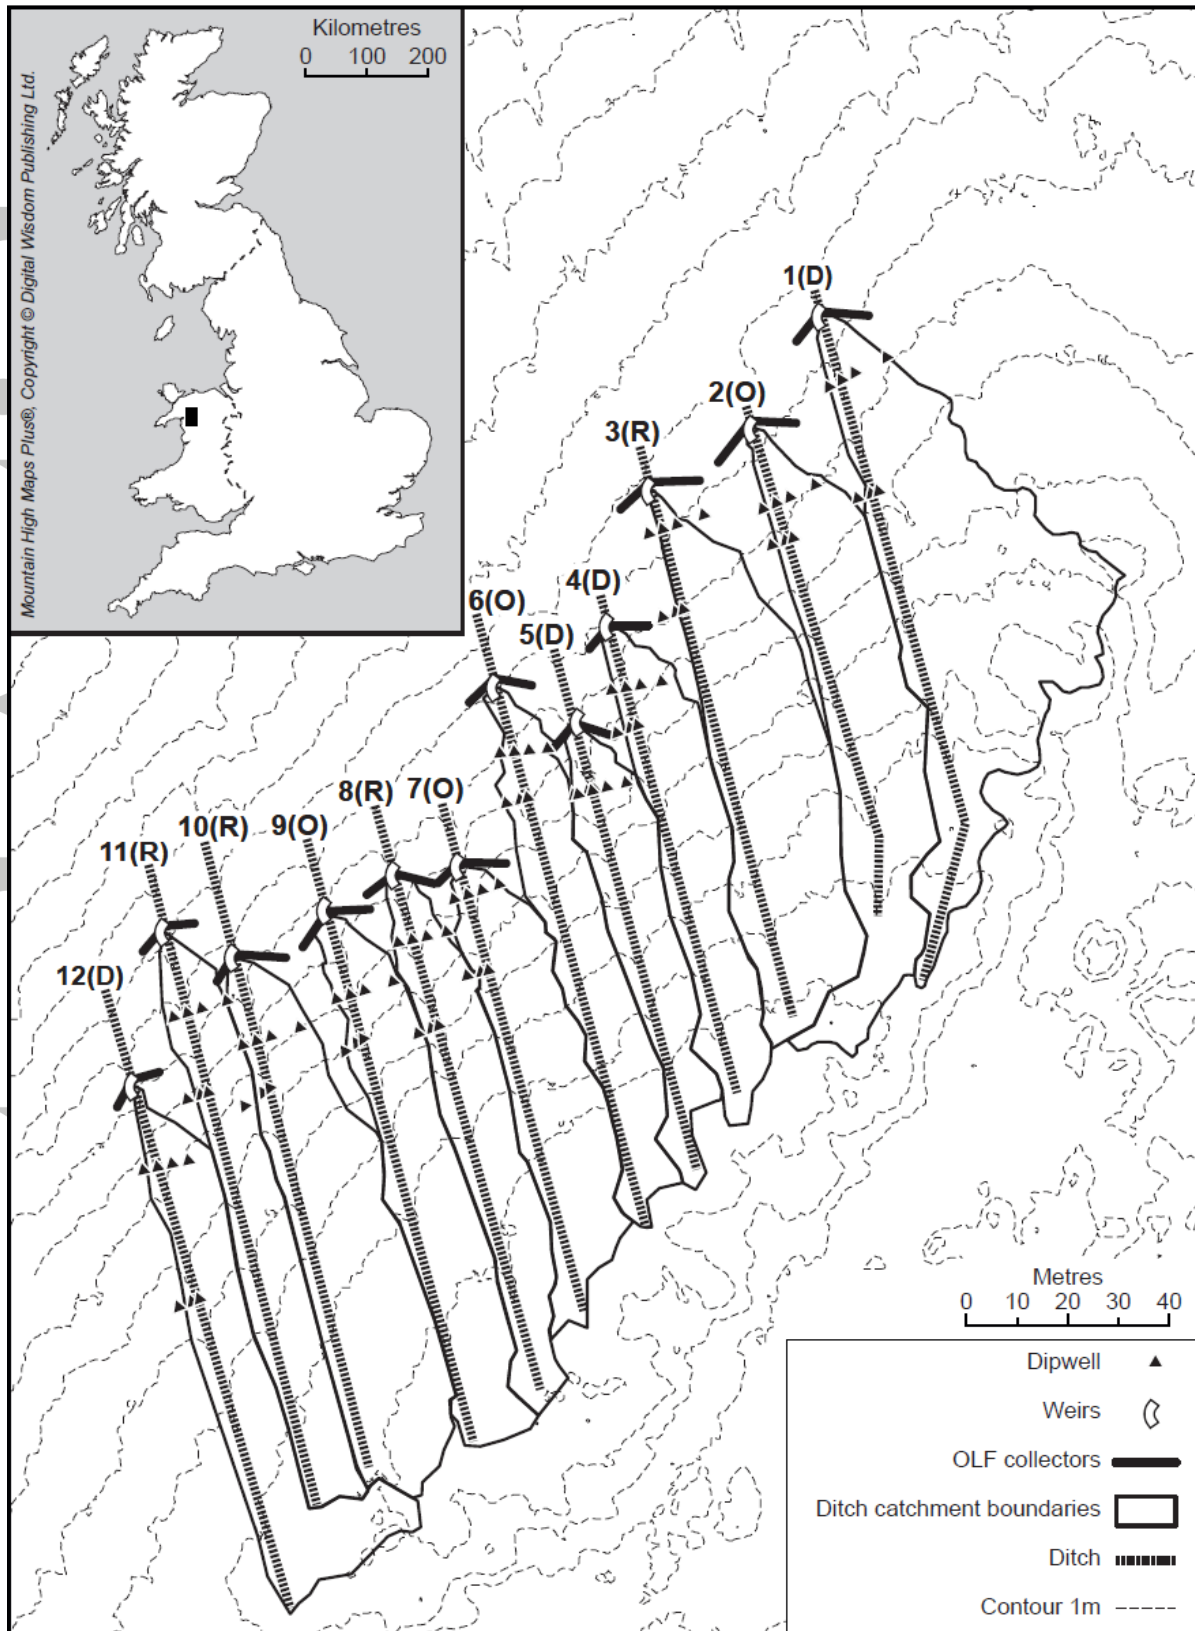 Mountain High Maps Plus®, Copyright © Digital Wisdom Publishing Ltd.
Kilometres
0 100 200
1(D)
2(O)
3(R)
4(D)
6(O)
5(D)
8(R)
7(O)
10(R)
9(O)
11(R)
12(D)
Metres
0 10 20 30 40
Dipwell
Weirs
OLF collectors
Ditch catchment boundaries
Ditch
Contour 1m